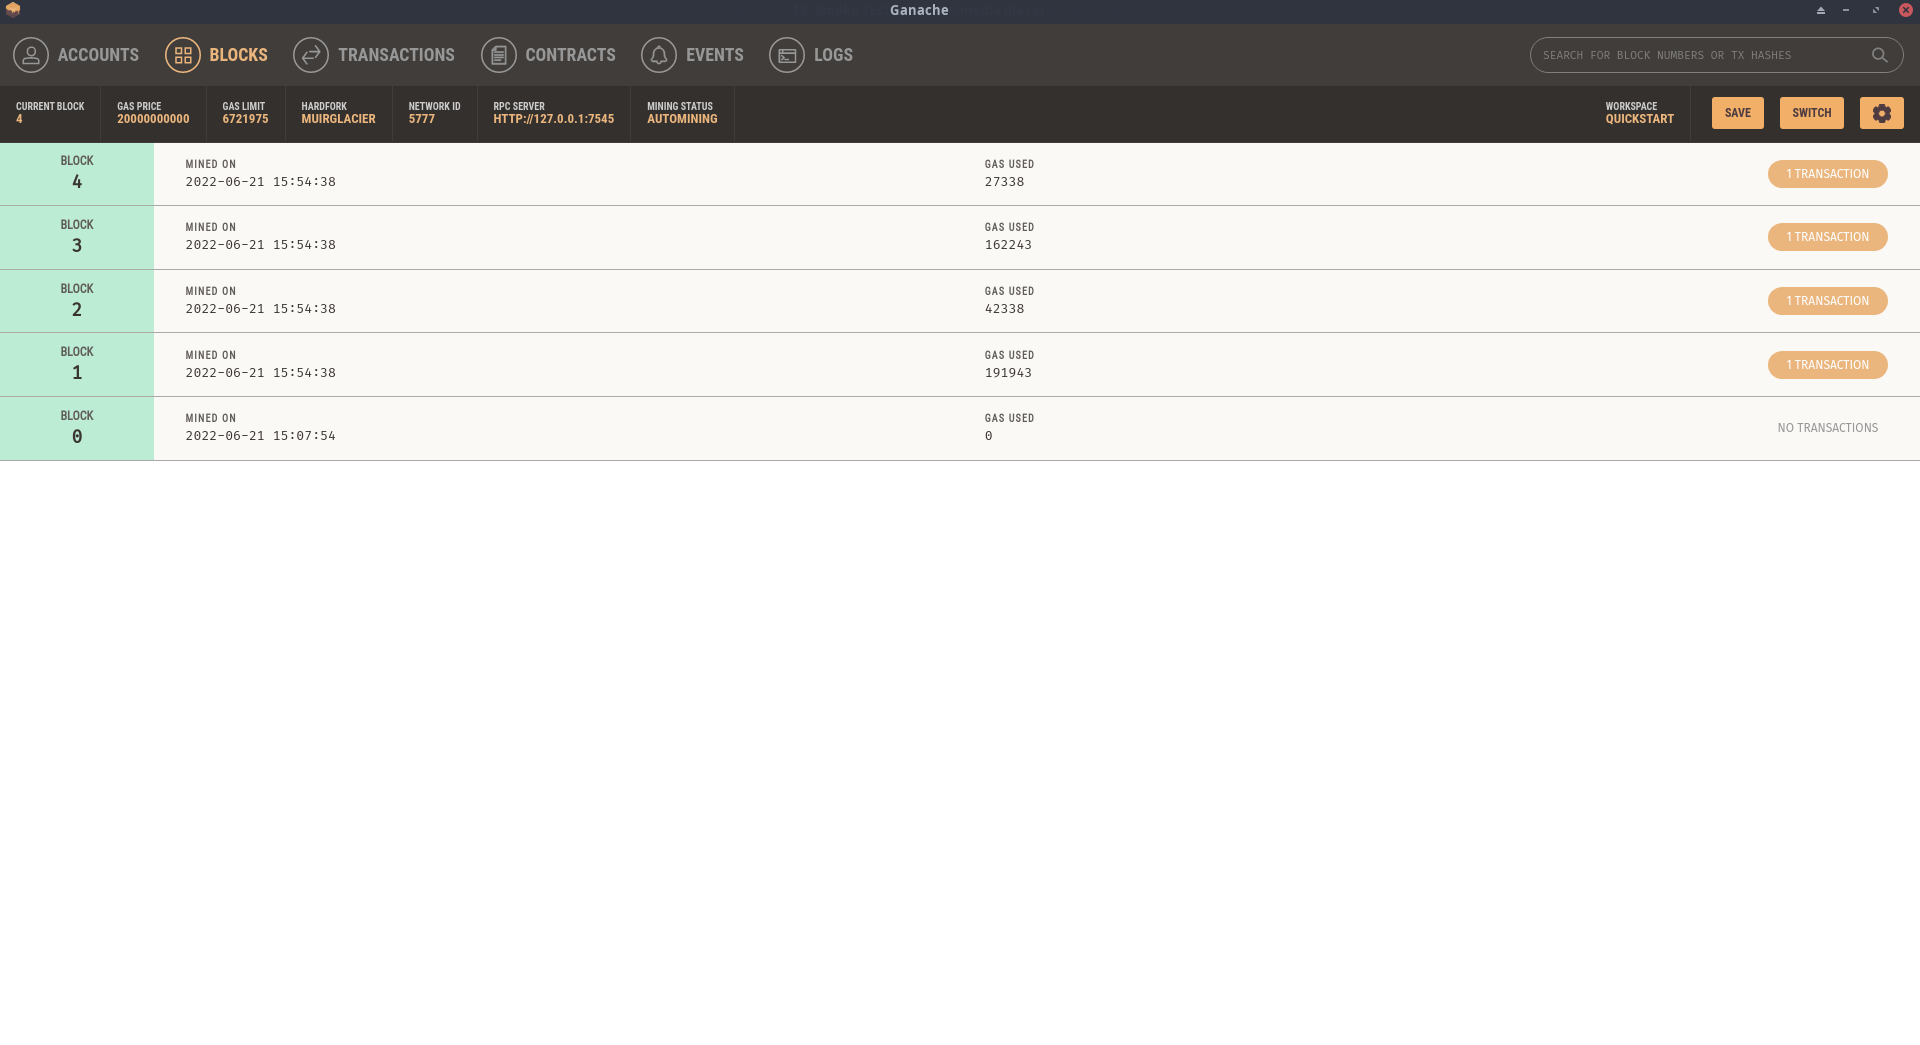 Ganache
ACCOUNTS BLOCKS TRANSACTIONS CONTRACTS EVENTS LOGS SEARCH FOR BLOCK NUMBERS OR TX HASHES
CURRENT BLOCK GAS PRICE GAS LIMIT HARDFORK NETWORK ID RPC SERVER MINING STATUS WORKSPACE
4 20000000000 6721975 MUIRGLACIER 5777 HTTP://127.0.0.1:7545 AUTOMINING QUICKSTART SAVE SWITCH
BLOCK MINED ON GAS USED
4 2022-06-21 15:54:38 27338 1 TRANSACTION
BLOCK MINED ON GAS USED
3 2022-06-21 15:54:38 162243 1 TRANSACTION
BLOCK MINED ON GAS USED
2 2022-06-21 15:54:38 42338 1 TRANSACTION
BLOCK MINED ON GAS USED
1 2022-06-21 15:54:38 191943 1 TRANSACTION
BLOCK MINED ON GAS USED
0 2022-06-21 15:07:54 0 NO TRANSACTIONS